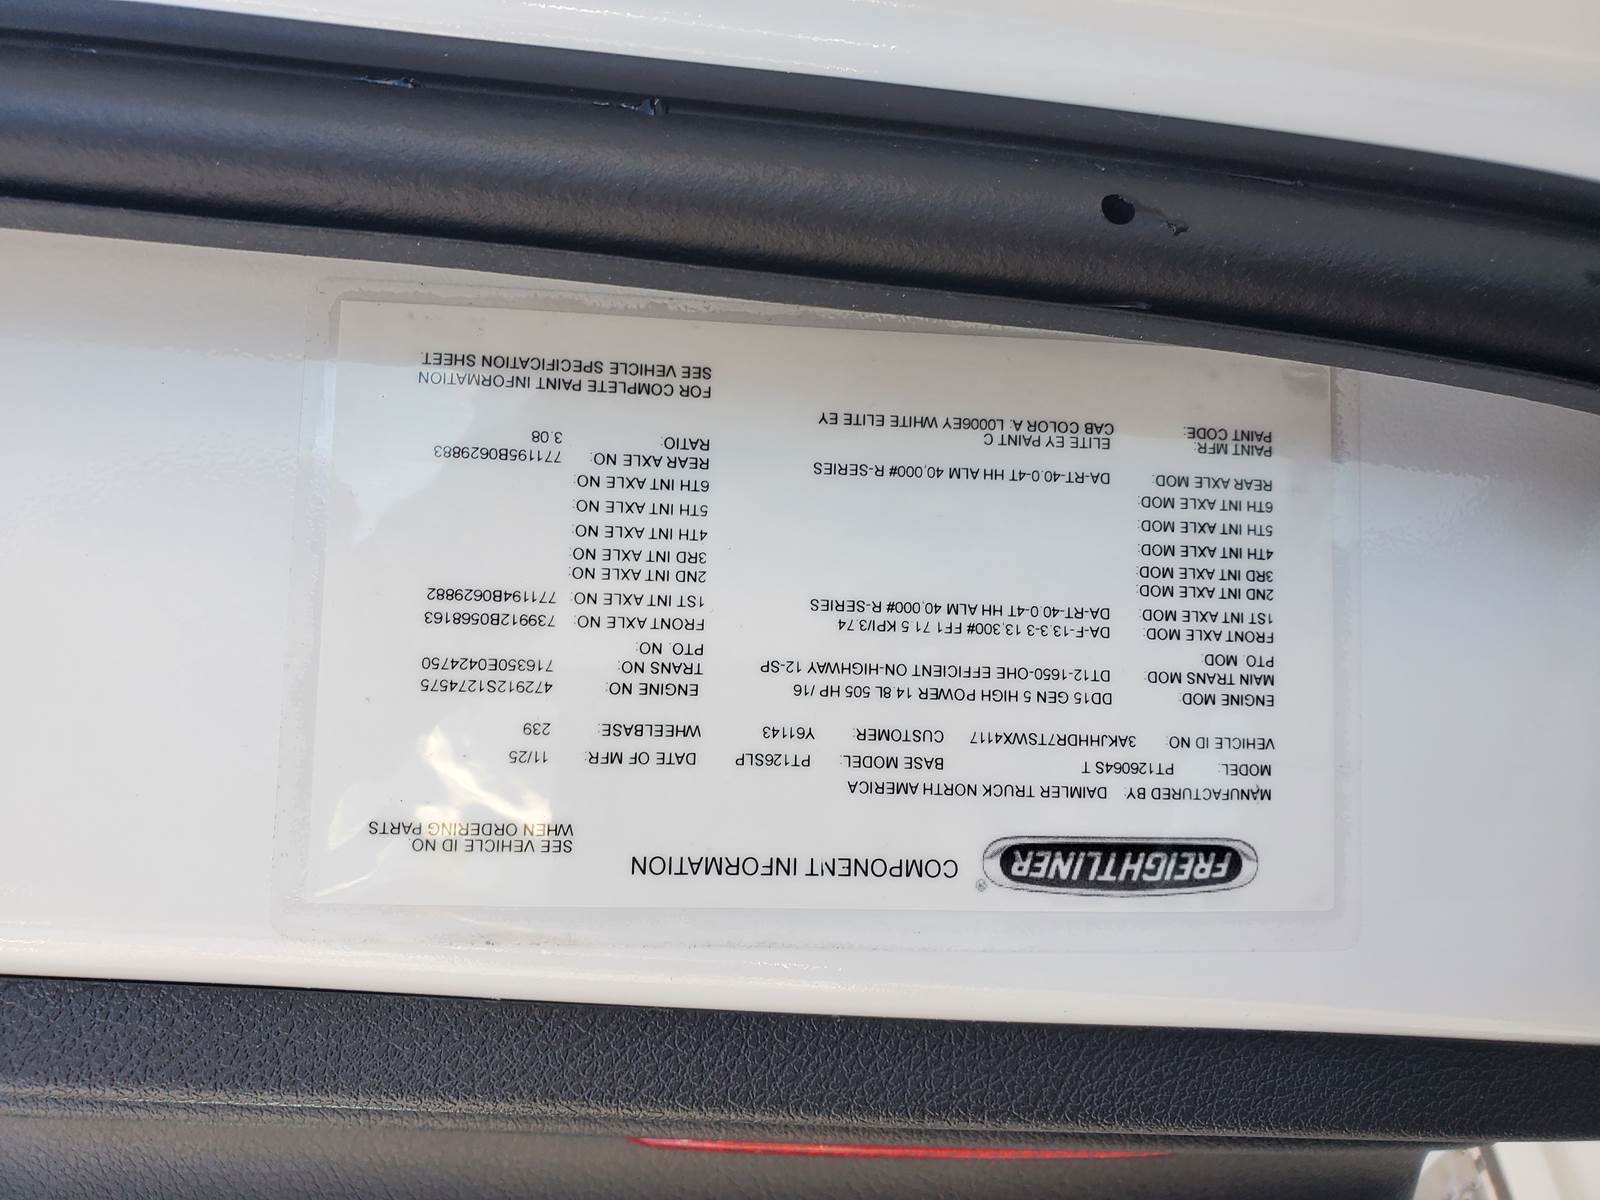 FREIGHTLINER ® COMPONENT INFORMATION
SEE VEHICLE ID NO.
WHEN ORDERING PARTS
MANUFACTURED BY: DAIMLER TRUCK NORTH AMERICA
MODEL: PT126064S T BASE MODEL: PT126SLP DATE OF MFR: 11/25
VEHICLE ID NO: 3AKJHHDR7TSWX4117 CUSTOMER: Y61143 WHEELBASE: 239
ENGINE MOD: DD15 GEN 5 HIGH POWER 14.8L 505 HP /16 ENGINE NO: 472912S1274575
MAIN TRANS MOD: DT12-1650-OHE EFFICIENT ON-HIGHWAY 12-SP TRANS NO: 716350E0424750
PTO. MOD: PTO. NO:
FRONT AXLE MOD: DA-F-13.3-3 13,300# FF1 71.5 KPI/3.74 FRONT AXLE NO: 739912B0568163
1ST INT AXLE MOD: DA-RT-40.0-4T HH ALM 40,000# R-SERIES 1ST INT AXLE NO: 771194B0629882
2ND INT AXLE MOD: 2ND INT AXLE NO:
3RD INT AXLE MOD: 3RD INT AXLE NO:
4TH INT AXLE MOD: 4TH INT AXLE NO:
5TH INT AXLE MOD: 5TH INT AXLE NO:
6TH INT AXLE MOD: 6TH INT AXLE NO:
REAR AXLE MOD: DA-RT-40.0-4T HH ALM 40,000# R-SERIES REAR AXLE NO: 771195B0629883
RATIO: 3.08
PAINT MFR: ELITE EY PAINT C
PAINT CODE: CAB COLOR A: L0006EY WHITE ELITE EY
FOR COMPLETE PAINT INFORMATION
SEE VEHICLE SPECIFICATION SHEET.